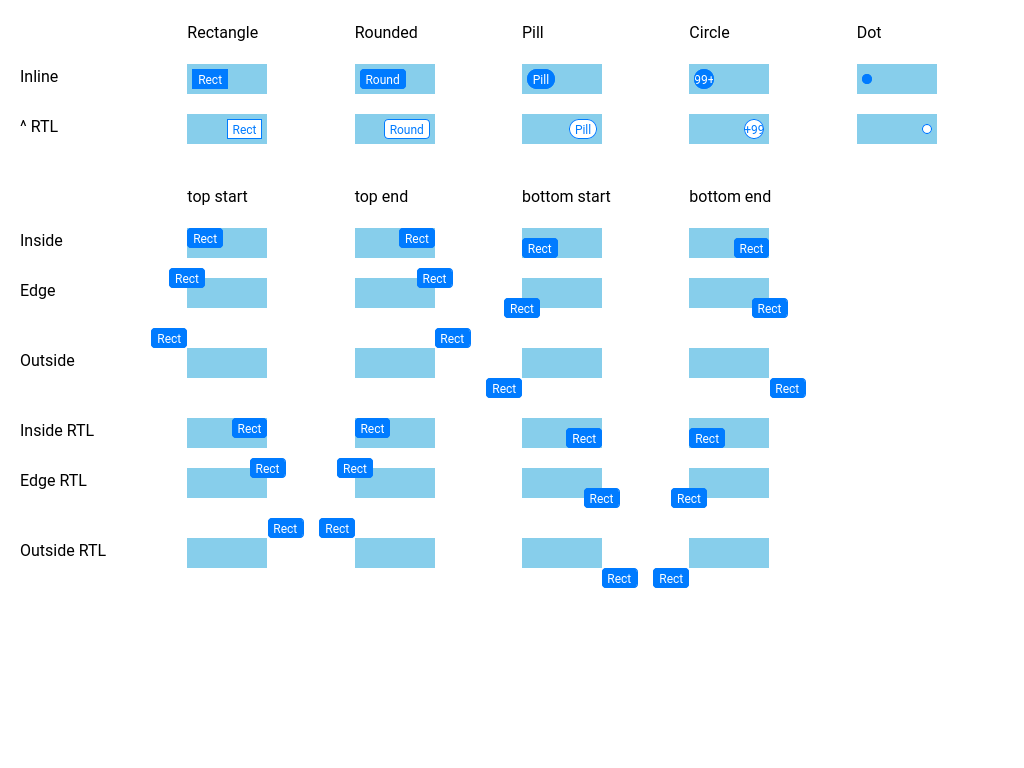 Rectangle Rounded Pill Circle Dot
Inline Rect Round Pill 99+
^ RTL Rect Round Pill +99
top start top end bottom start bottom end
Inside Rect Rect Rect Rect
Edge Rect Rect Rect Rect
Outside Rect Rect Rect Rect
Inside RTL Rect Rect Rect Rect
Edge RTL Rect Rect Rect Rect
Outside RTL Rect Rect Rect Rect